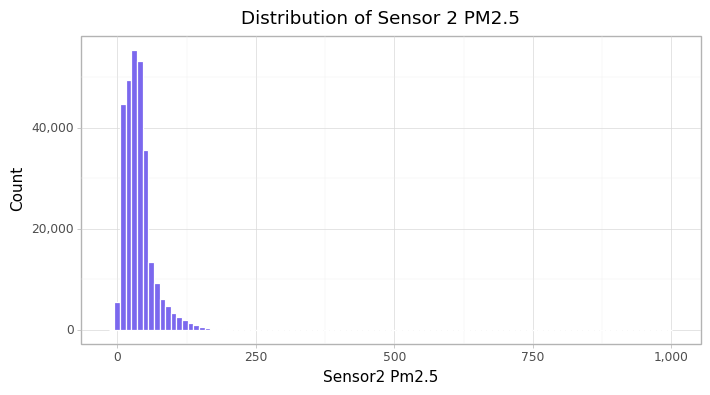 Distribution of Sensor 2 PM2.5
Count
40,000
20,000
0
0 250 500 750 1,000
Sensor2 Pm2.5